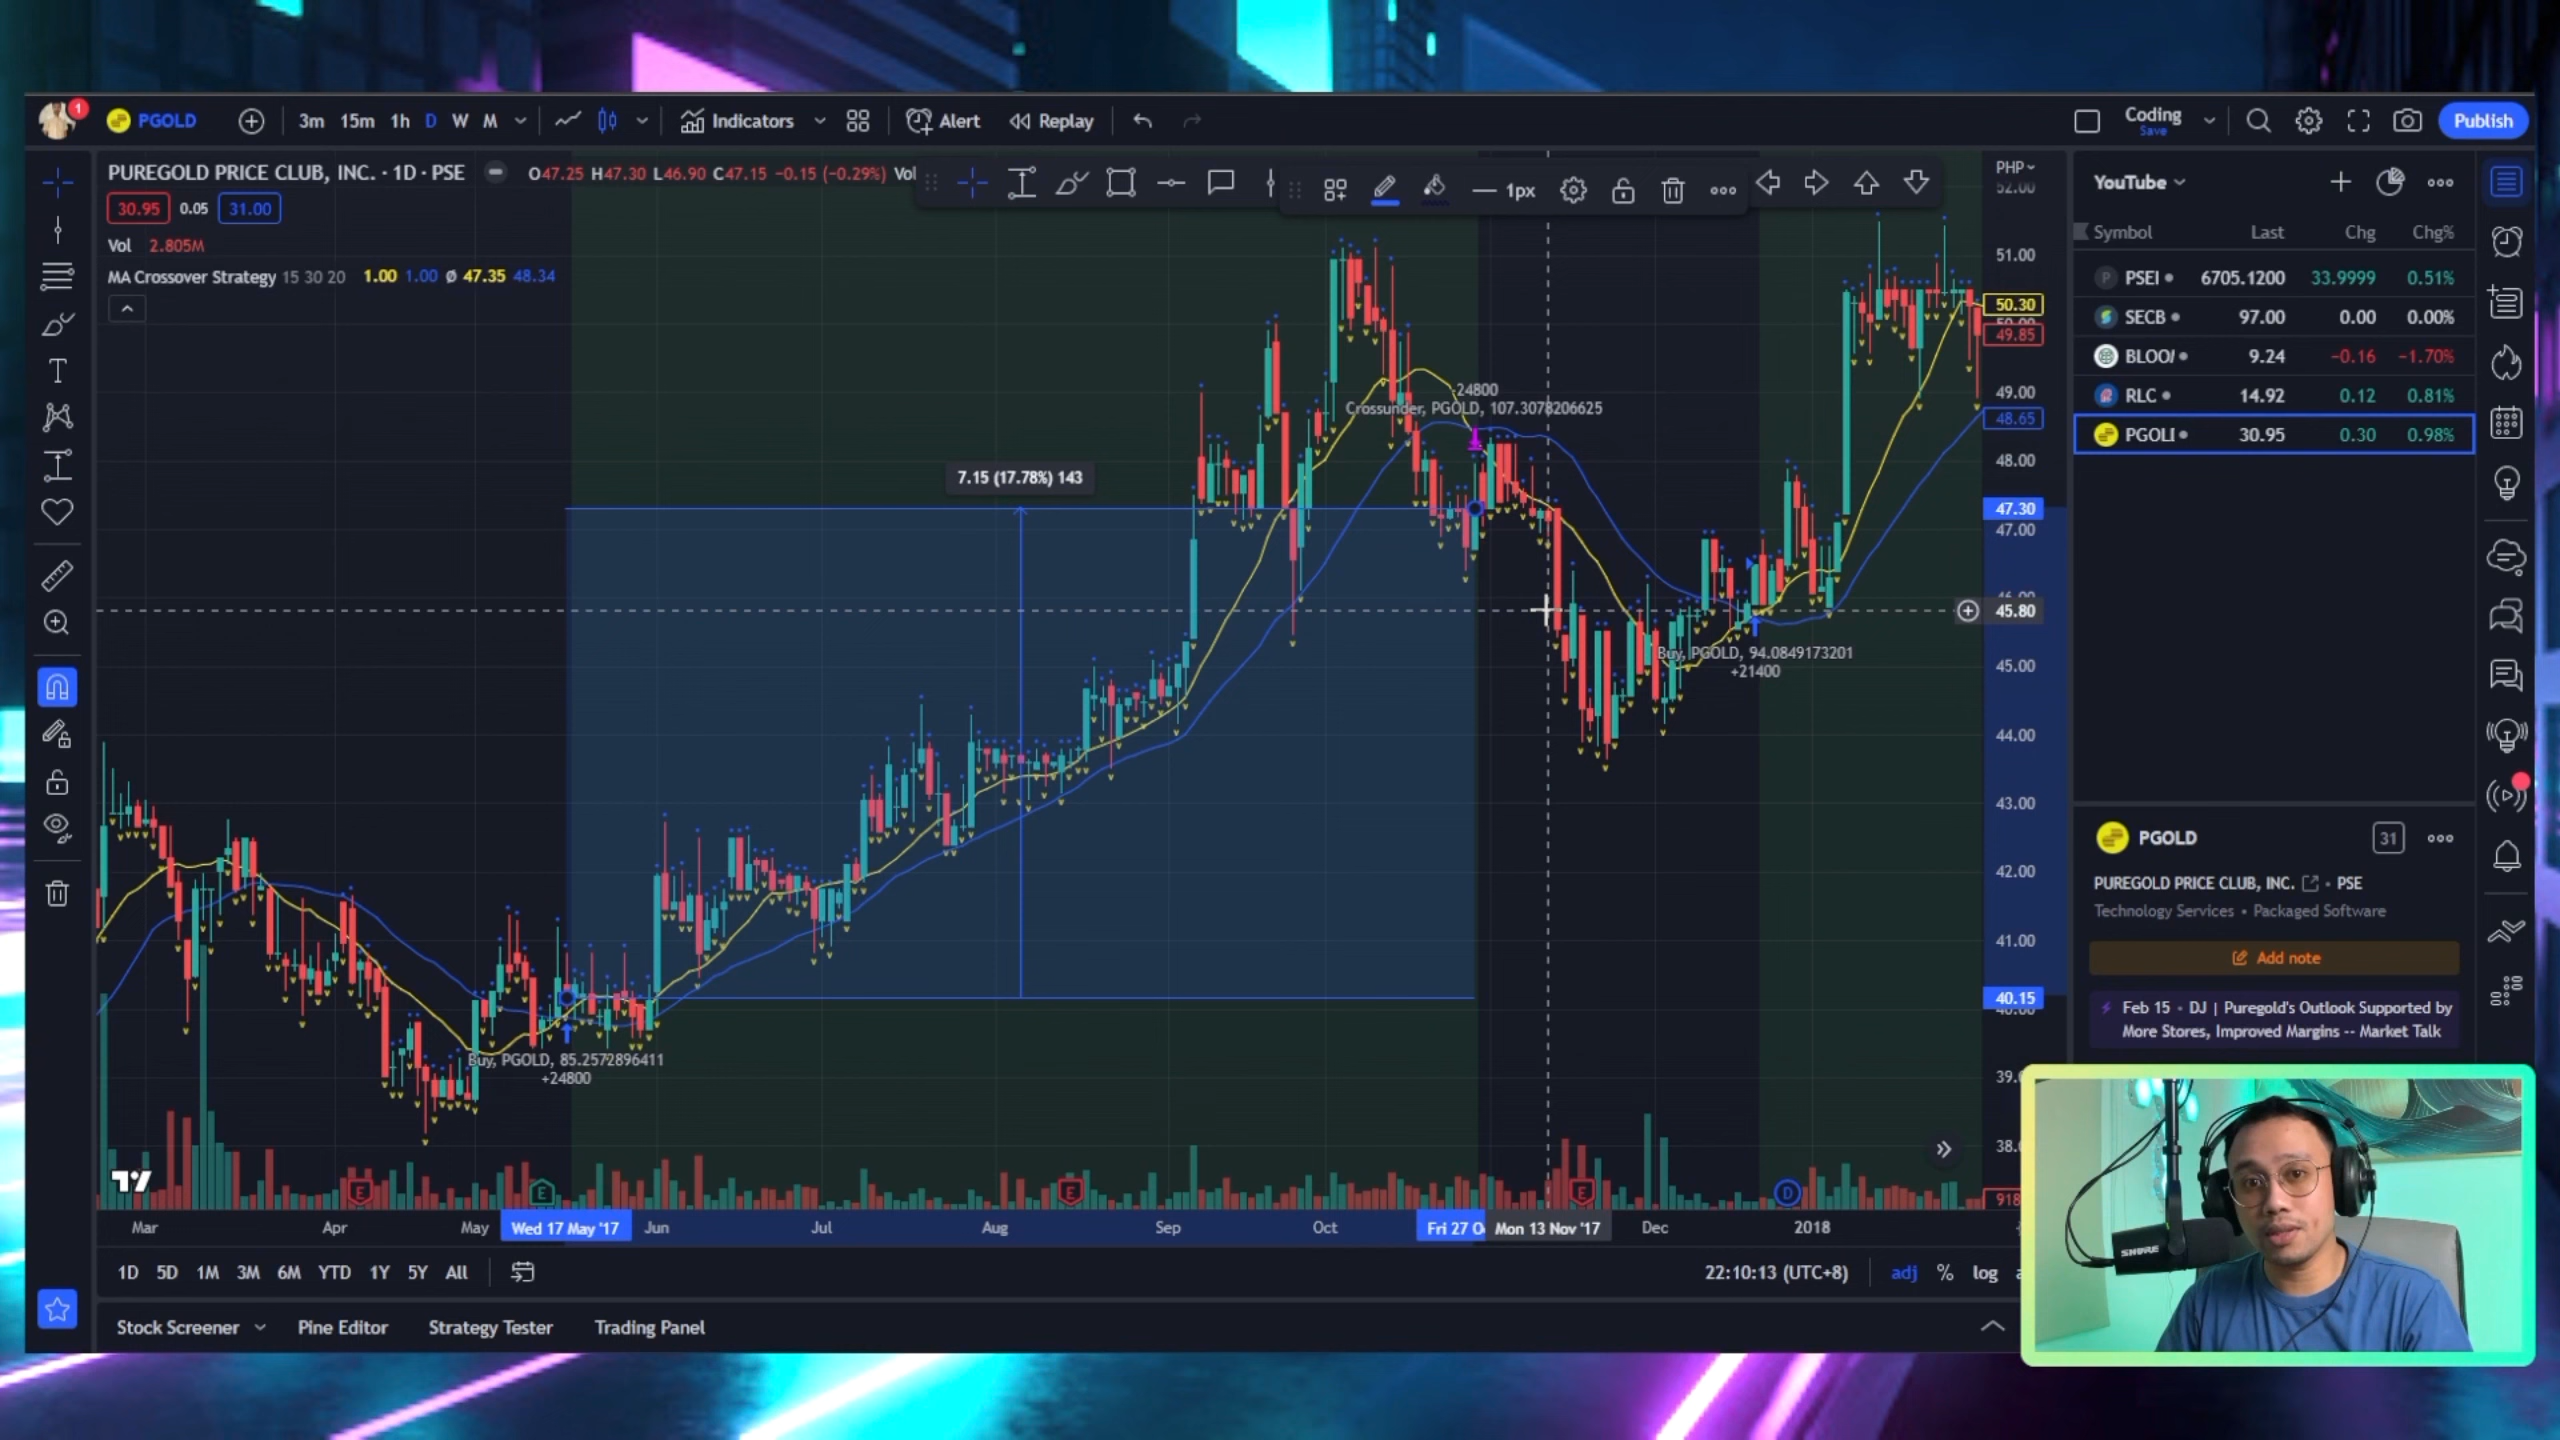 1
PGOLD 3m 15m 1h D W M Indicators Alert Replay Coding Publish
Save
PUREGOLD PRICE CLUB, INC. · 1D · PSE O47.25 H47.30 L46.90 C47.15 −0.15 (−0.29%) Vol
30.95 0.05 31.00
Vol 2.805M
MA Crossover Strategy 15 30 20 1.00 1.00 Ø 47.35 48.34
1px
-24800
Crossunder, PGOLD, 107.3078206625
7.15 (17.78%) 143
Buy, PGOLD, 94.0849173201
+21400
Buy, PGOLD, 85.2572896411
+24800
PHP
52.00
51.00
50.30
49.85
49.00
48.65
48.00
47.30
47.00
45.80
45.00
44.00
43.00
42.00
41.00
40.15
E E E E D
Mar Apr May Wed 17 May '17 Jun Jul Aug Sep Oct Fri 27 O Mon 13 Nov '17 Dec 2018
1D 5D 1M 3M 6M YTD 1Y 5Y All 22:10:13 (UTC+8) adj % log
Stock Screener Pine Editor Strategy Tester Trading Panel
YouTube
Symbol Last Chg Chg%
PSEI 6705.1200 33.9999 0.51%
SECB 97.00 0.00 0.00%
BLOO 9.24 −0.16 −1.70%
RLC 14.92 0.12 0.81%
PGOLI 30.95 0.30 0.98%
PGOLD 31
PUREGOLD PRICE CLUB, INC. · PSE
Technology Services • Packaged Software
Add note
Feb 15 · DJ | Puregold's Outlook Supported by
More Stores, Improved Margins -- Market Talk
SHURE